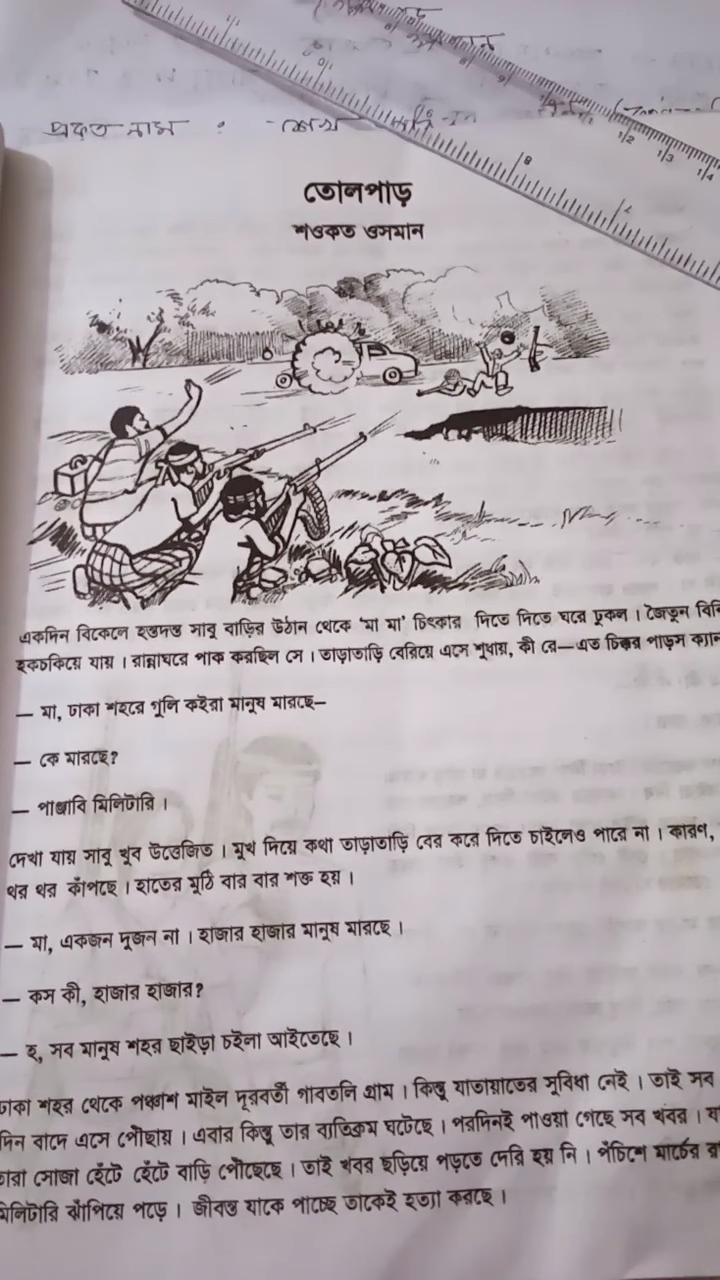 প্রকৃত নাম : শেখ
তোলপাড়
শওকত ওসমান
একদিন বিকেলে হন্তদন্ত সাবু বাড়ির উঠান থেকে ‘মা মা’ চিৎকার দিতে দিতে ঘরে ঢুকল । জৈতুন বিবি
হকচকিয়ে যায় । রান্নাঘরে পাক করছিল সে । তাড়াতাড়ি বেরিয়ে এসে শুধায়, কী রে—এত চিক্কর পাড়স ক্যান
— মা, ঢাকা শহরে গুলি কইরা মানুষ মারছে–
— কে মারছে?
— পাঞ্জাবি মিলিটারি ।
দেখা যায় সাবু খুব উত্তেজিত । মুখ দিয়ে কথা তাড়াতাড়ি বের করে দিতে চাইলেও পারে না । কারণ,
থর থর কাঁপছে । হাতের মুঠি বার বার শক্ত হয় ।
— মা, একজন দুজন না । হাজার হাজার মানুষ মারছে ।
— কস কী, হাজার হাজার?
— হ, সব মানুষ শহর ছাইড়া চইলা আইতেছে ।
ঢাকা শহর থেকে পঞ্চাশ মাইল দূরবর্তী গাবতলি গ্রাম । কিন্তু যাতায়াতের সুবিধা নেই । তাই সব
দিন বাদে এসে পৌঁছায় । এবার কিন্তু তার ব্যতিক্রম ঘটেছে । পরদিনই পাওয়া গেছে সব খবর ।
তারা সোজা হেঁটে হেঁটে বাড়ি পৌঁছেছে । তাই খবর ছড়িয়ে পড়তে দেরি হয় নি । পঁচিশে মার্চের
মিলিটারি ঝাঁপিয়ে পড়ে । জীবন্ত যাকে পাচ্ছে তাকেই হত্যা করছে ।